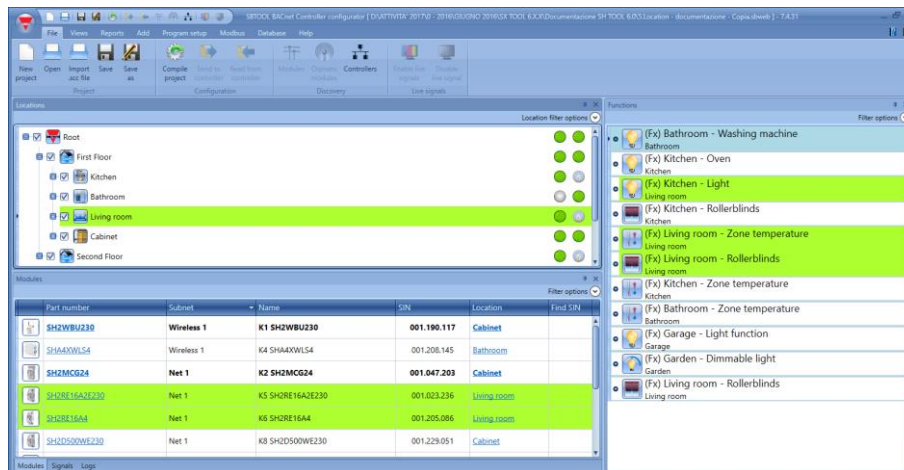 SBTOOL BACnet Controller configurator [ D:\ATTIVITA' 2017\0 - 2016\GIUGNO 2016\SX TOOL 6.X.X\Documentazione SH TOOL 6.0\5.Location - documentazione - Copia.sbweb ] - 7.4.31
File Views Reports Add Program setup Modbus Database Help
New project
Open
Import .scc file
Save
Save as
Compile project
Send to controller
Read from controller
Modules
Controllers
Project
Configuration
Discovery
Live signals
Locations
Location filter options
Root
First Floor
Kitchen
Bathroom
Living room
Cabinet
Second Floor
Modules
Filter options
Part number Subnet Name SIN Location Find SIN
SH2WBU230 Wireless 1 K1 SH2WBU230 001.190.117 Cabinet
SHA4XWLS4 Wireless 1 K4 SHA4XWLS4 001.208.145 Bathroom
SH2MCG24 Net 1 K2 SH2MCG24 001.047.203 Cabinet
SH2RE16A2E230 Net 1 K5 SH2RE16A2E230 001.023.236 Living room
SH2RE16A4 Net 1 K6 SH2RE16A4 001.205.086 Living room
SH2D500WE230 Net 1 K8 SH2D500WE230 001.229.051 Cabinet
Modules Signals Logs
Functions
Filter options
(Fx) Bathroom - Washing machine
Bathroom
(Fx) Kitchen - Oven
Kitchen
(Fx) Kitchen - Light
Living room
(Fx) Kitchen - Rollerblinds
Kitchen
(Fx) Living room - Zone temperature
Living room
(Fx) Living room - Rollerblinds
Living room
(Fx) Kitchen - Zone temperature
Kitchen
(Fx) Bathroom - Zone temperature
Bathroom
(Fx) Garage - Light function
Garage
(Fx) Garden - Dimmable light
Garden
(Fx) Living room - Rollerblinds
Living room